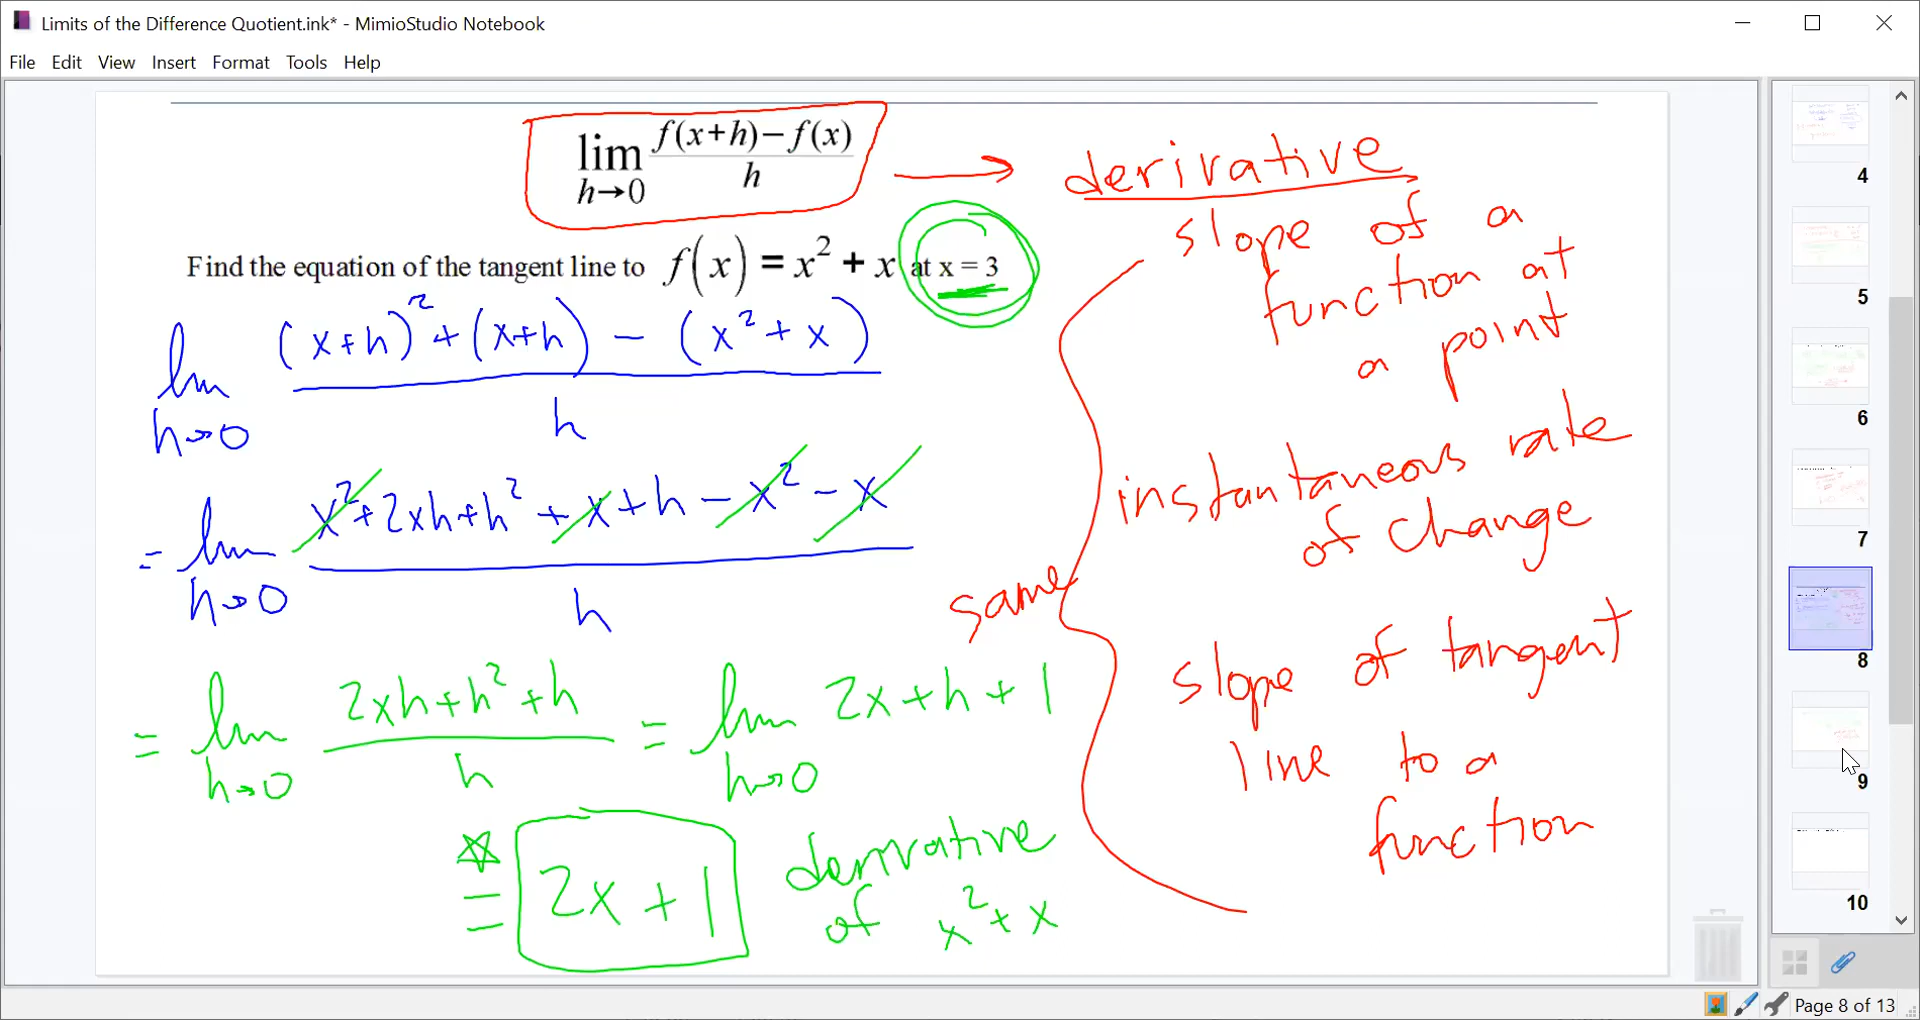 Limits of the Difference Quotient.ink* - MimioStudio Notebook
File Edit View Insert Format Tools Help
lim h→0 f(x+h)−f(x) / h → derivative
slope of a
function at
a point
Find the equation of the tangent line to f(x) = x² + x at x = 3
lim h→0 (x+h)² + (x+h) − (x² + x) / h
instantaneous rate
of change
= lim h→0 x² + 2xh + h² + x + h − x² − x / h
same
slope of tangent
line to a
function
= lim h→0 2xh + h² + h / h = lim h→0 2x + h + 1
= 2x + 1 derivative
of x² + x
4
5
6
7
8
9
10
Page 8 of 13